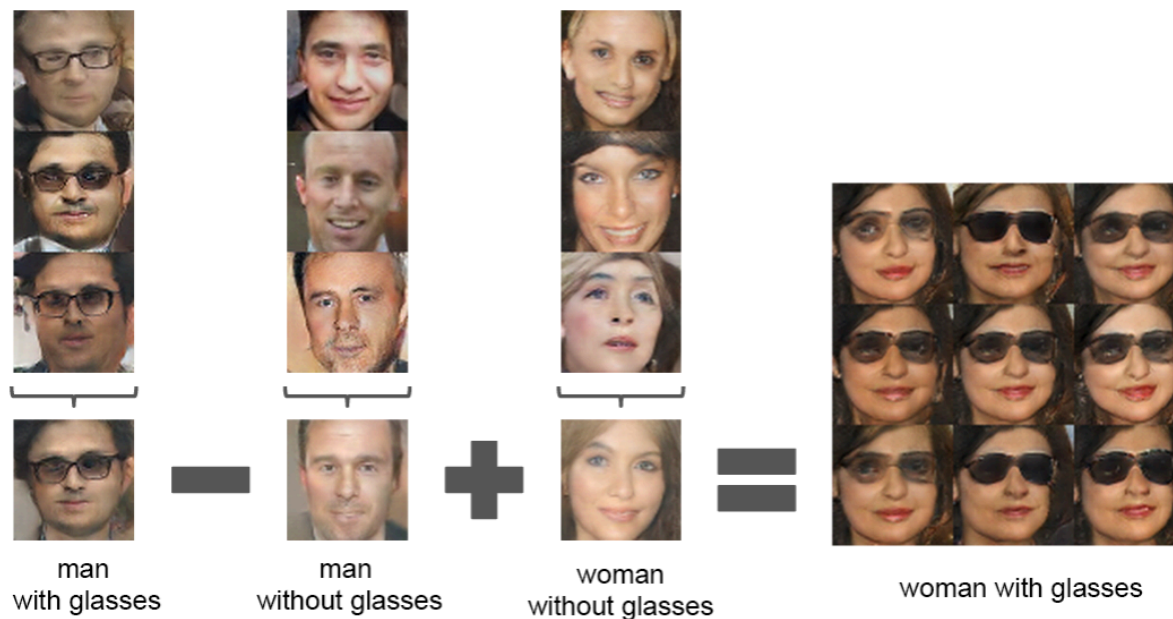 man
with glasses
man
without glasses
woman
without glasses
woman with glasses